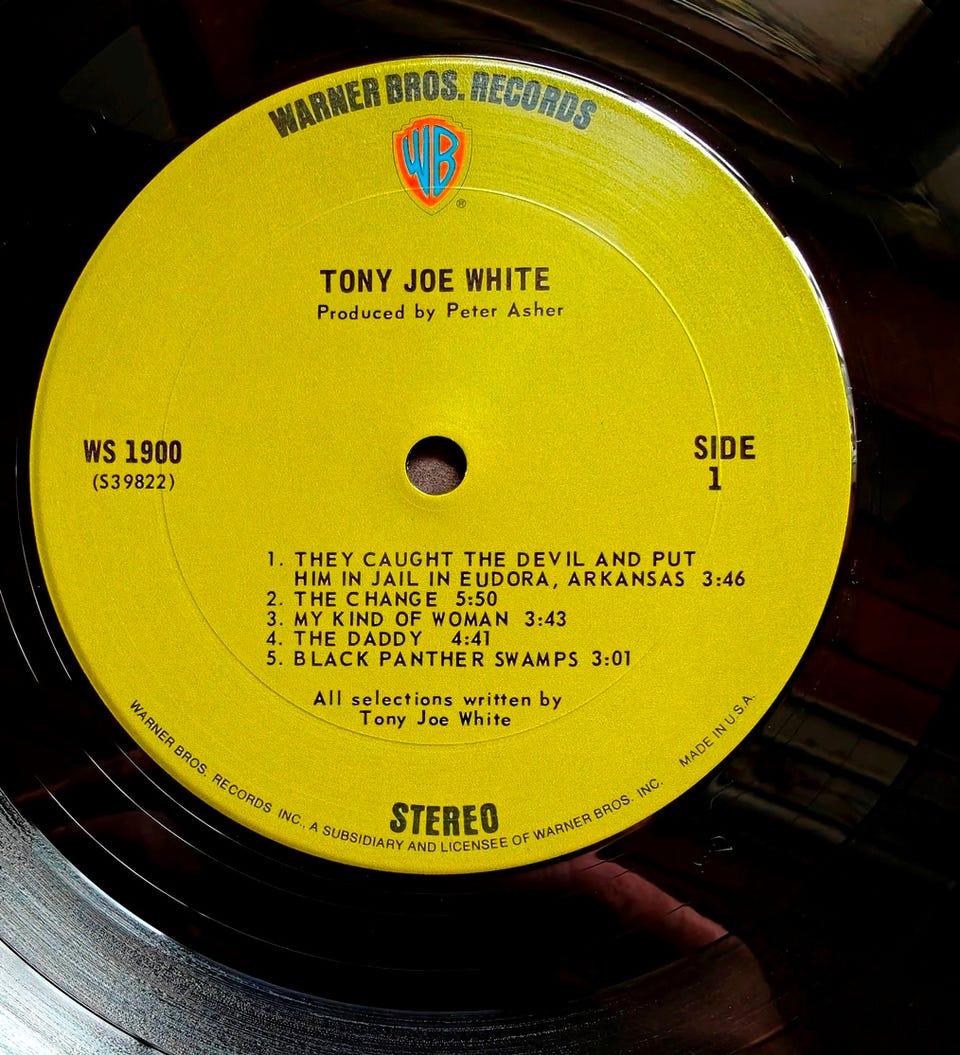 WARNER BROS. RECORDS
WB
®
TONY JOE WHITE
Produced by Peter Asher
WS 1900
(S39822)
SIDE
1
1. THEY CAUGHT THE DEVIL AND PUT
HIM IN JAIL IN EUDORA, ARKANSAS 3:46
2. THE CHANGE 5:50
3. MY KIND OF WOMAN 3:43
4. THE DADDY 4:41
5. BLACK PANTHER SWAMPS 3:01
All selections written by
Tony Joe White
STEREO
WARNER BROS. RECORDS INC., A SUBSIDIARY AND LICENSEE OF WARNER BROS. INC. MADE IN U.S.A.